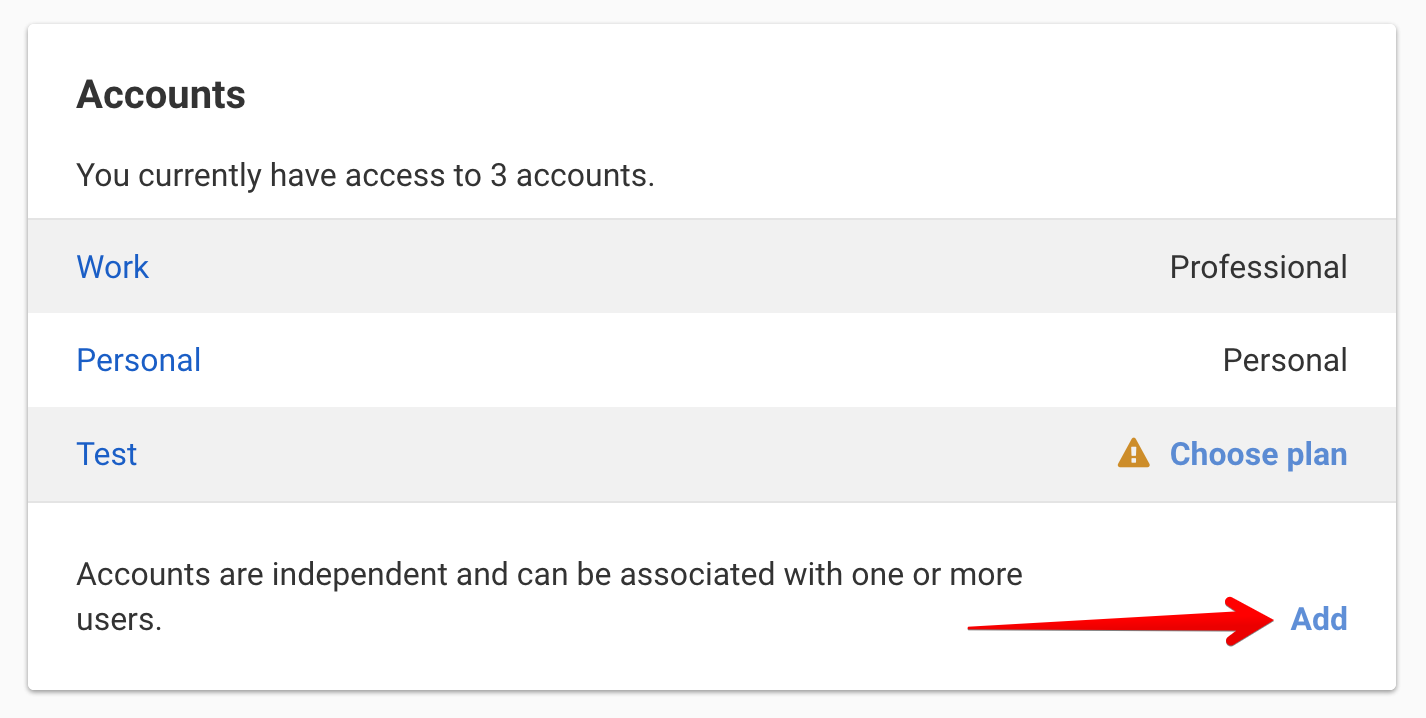 Accounts
You currently have access to 3 accounts.
Work Professional
Personal Personal
Test Choose plan
Accounts are independent and can be associated with one or more
users. Add